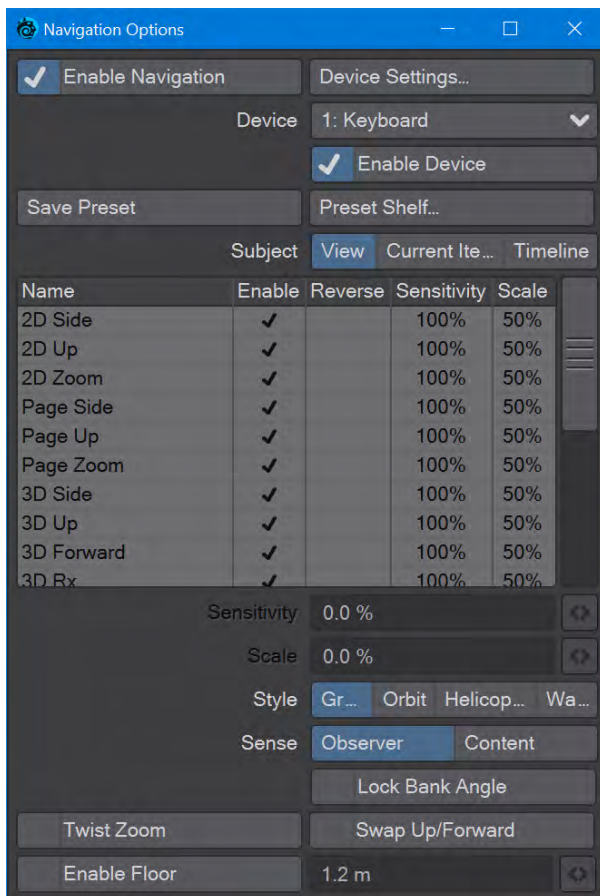 Navigation Options
Enable Navigation Device Settings...
Device 1: Keyboard
Enable Device
Save Preset Preset Shelf...
Subject View Current Ite... Timeline
Name Enable Reverse Sensitivity Scale
2D Side 100% 50%
2D Up 100% 50%
2D Zoom 100% 50%
Page Side 100% 50%
Page Up 100% 50%
Page Zoom 100% 50%
3D Side 100% 50%
3D Up 100% 50%
3D Forward 100% 50%
3D Rx 100% 50%
Sensitivity 0.0 %
Scale 0.0 %
Style Gr... Orbit Helicop... Wa...
Sense Observer Content
Lock Bank Angle
Twist Zoom Swap Up/Forward
Enable Floor 1.2 m